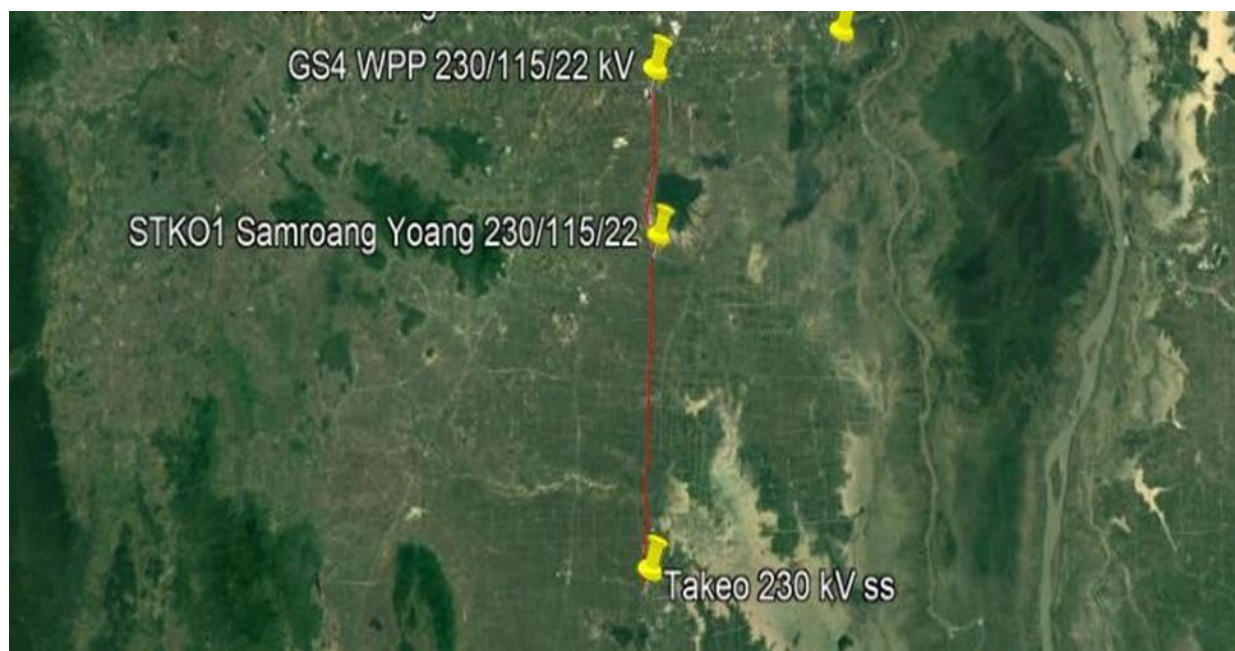 GS4 WPP 230/115/22 kV
STKO1 Samroang Yoang 230/115/22
Takeo 230 kV ss